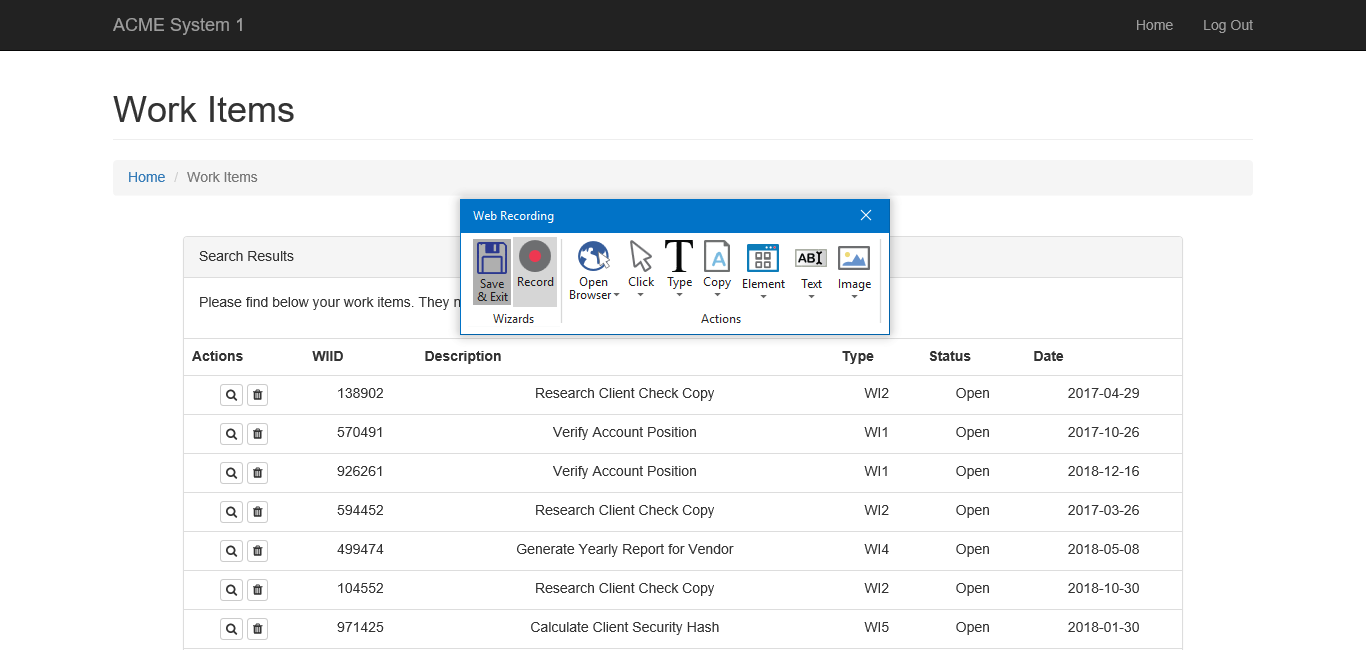 ACME System 1 Home Log Out
Work Items
Home / Work Items
Web Recording
Search Results
Save & Exit
Record
Open Browser
Click
Type
Copy
Element
Text
Image
Wizards
Actions
Please find below your work items. They
Actions WIID Description Type Status Date
138902 Research Client Check Copy WI2 Open 2017-04-29
570491 Verify Account Position WI1 Open 2017-10-26
926261 Verify Account Position WI1 Open 2018-12-16
594452 Research Client Check Copy WI2 Open 2017-03-26
499474 Generate Yearly Report for Vendor WI4 Open 2018-05-08
104552 Research Client Check Copy WI2 Open 2018-10-30
971425 Calculate Client Security Hash WI5 Open 2018-01-30